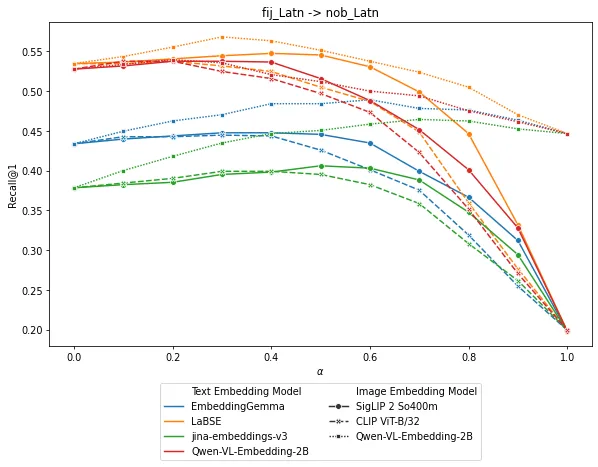 fij_Latn -> nob_Latn
Recall@1
0.55
0.50
0.45
0.40
0.35
0.30
0.25
0.20
0.0
0.2
0.4
0.6
0.8
1.0
α
Text Embedding Model
EmbeddingGemma
LaBSE
jina-embeddings-v3
Qwen-VL-Embedding-2B
Image Embedding Model
SigLIP 2 So400m
CLIP ViT-B/32
Qwen-VL-Embedding-2B